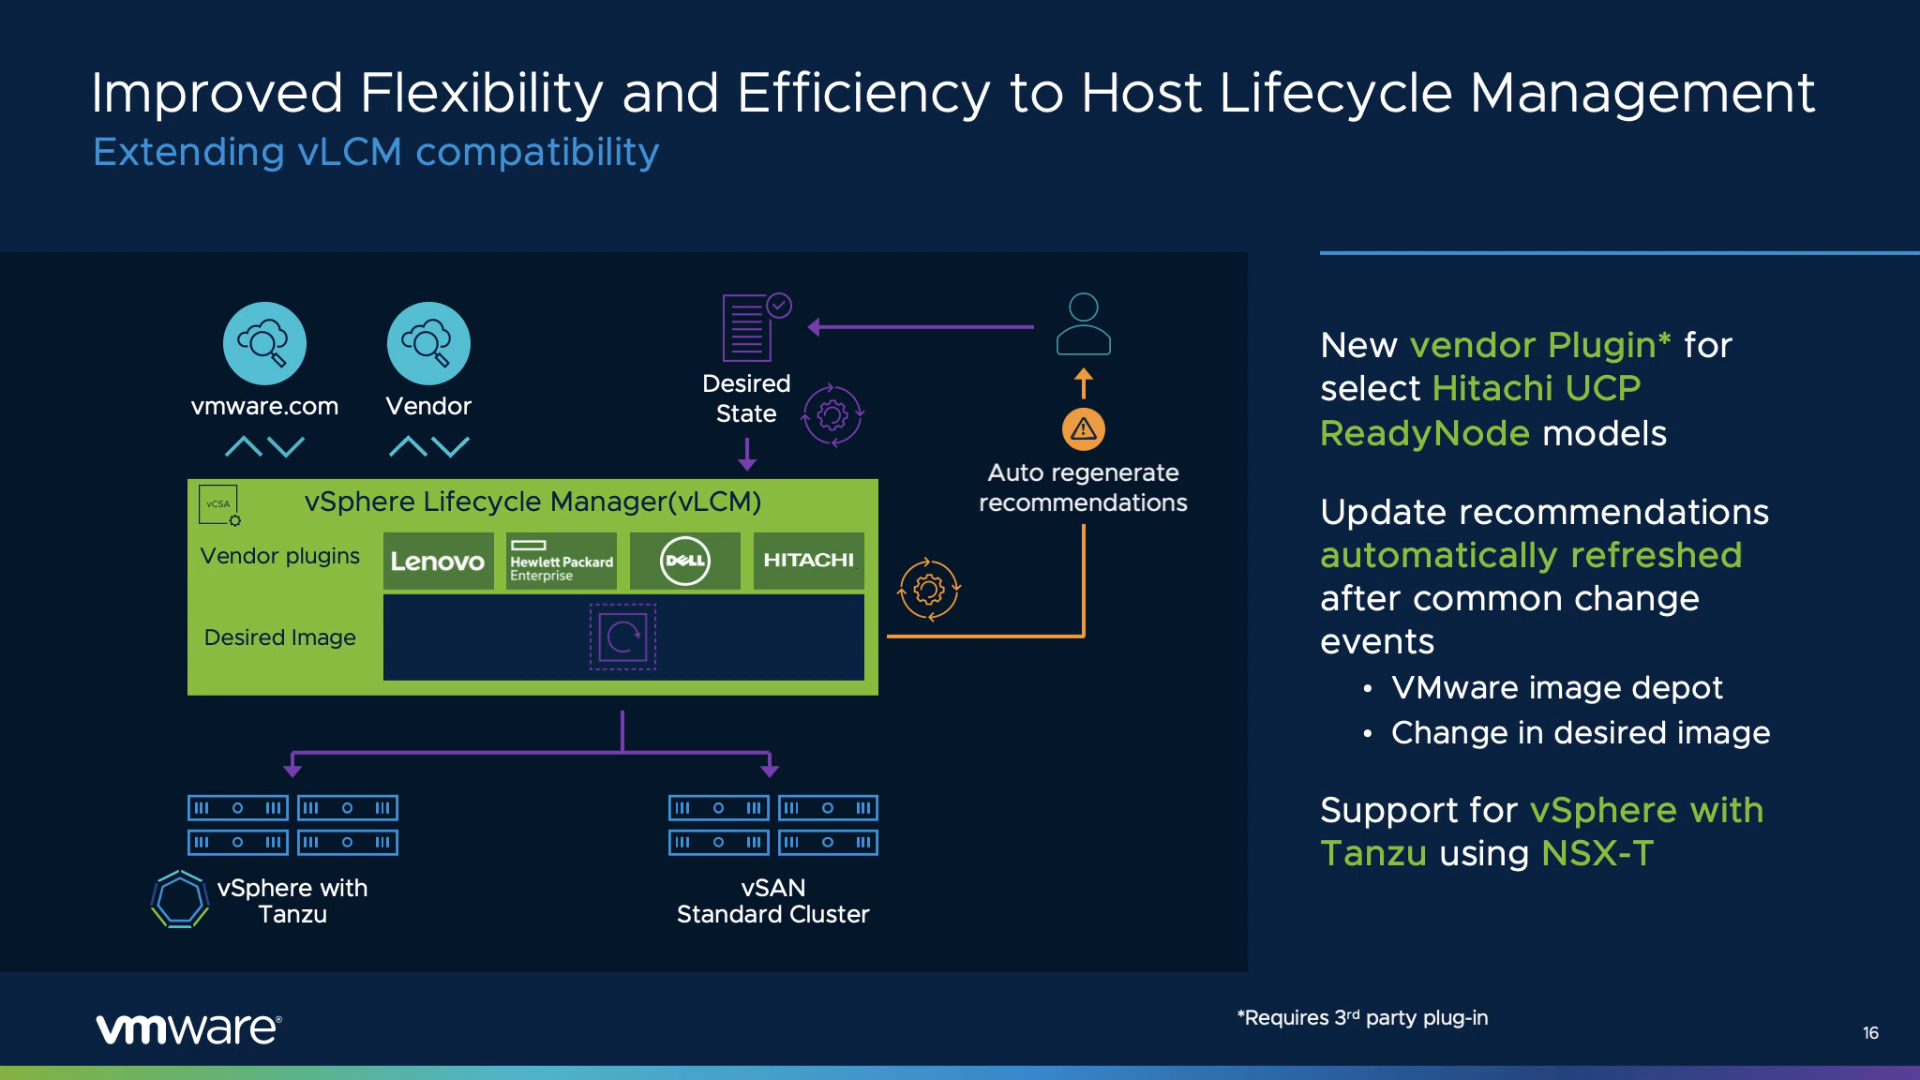 Improved Flexibility and Efficiency to Host Lifecycle Management
Extending vLCM compatibility
vmware.com
Vendor
Desired
State
Auto regenerate
recommendations
vCSA
vSphere Lifecycle Manager(vLCM)
Vendor plugins
Lenovo
Hewlett Packard
Enterprise
DELL
HITACHI
Desired Image
vSphere with
Tanzu
vSAN
Standard Cluster
New vendor Plugin* for
select Hitachi UCP
ReadyNode models
Update recommendations
automatically refreshed
after common change
events
• VMware image depot
• Change in desired image
Support for vSphere with
Tanzu using NSX-T
vmware®
*Requires 3rd party plug-in
16